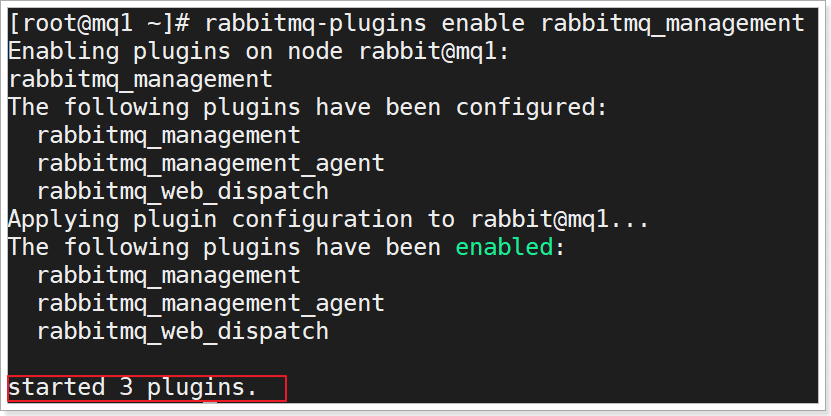 [root@mq1 ~]# rabbitmq-plugins enable rabbitmq_management
Enabling plugins on node rabbit@mq1:
rabbitmq_management
The following plugins have been configured:
  rabbitmq_management
  rabbitmq_management_agent
  rabbitmq_web_dispatch
Applying plugin configuration to rabbit@mq1...
The following plugins have been enabled:
  rabbitmq_management
  rabbitmq_management_agent
  rabbitmq_web_dispatch

started 3 plugins.